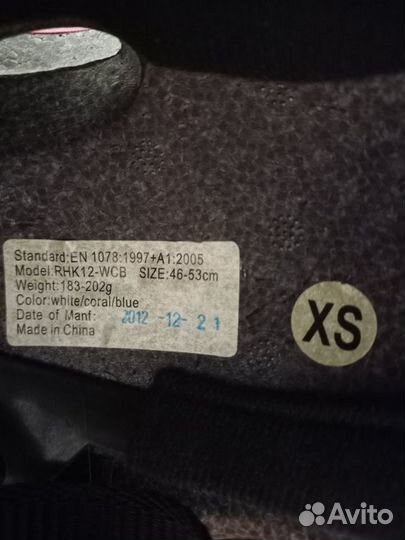 Standard:EN 1078:1997+A1:2005
Model:RHK12-WCB SIZE:46-53cm
Weight:183-202g
Color:white/coral/blue
Date of Manf: 2012 -12- 21
Made in China
XS
Avito